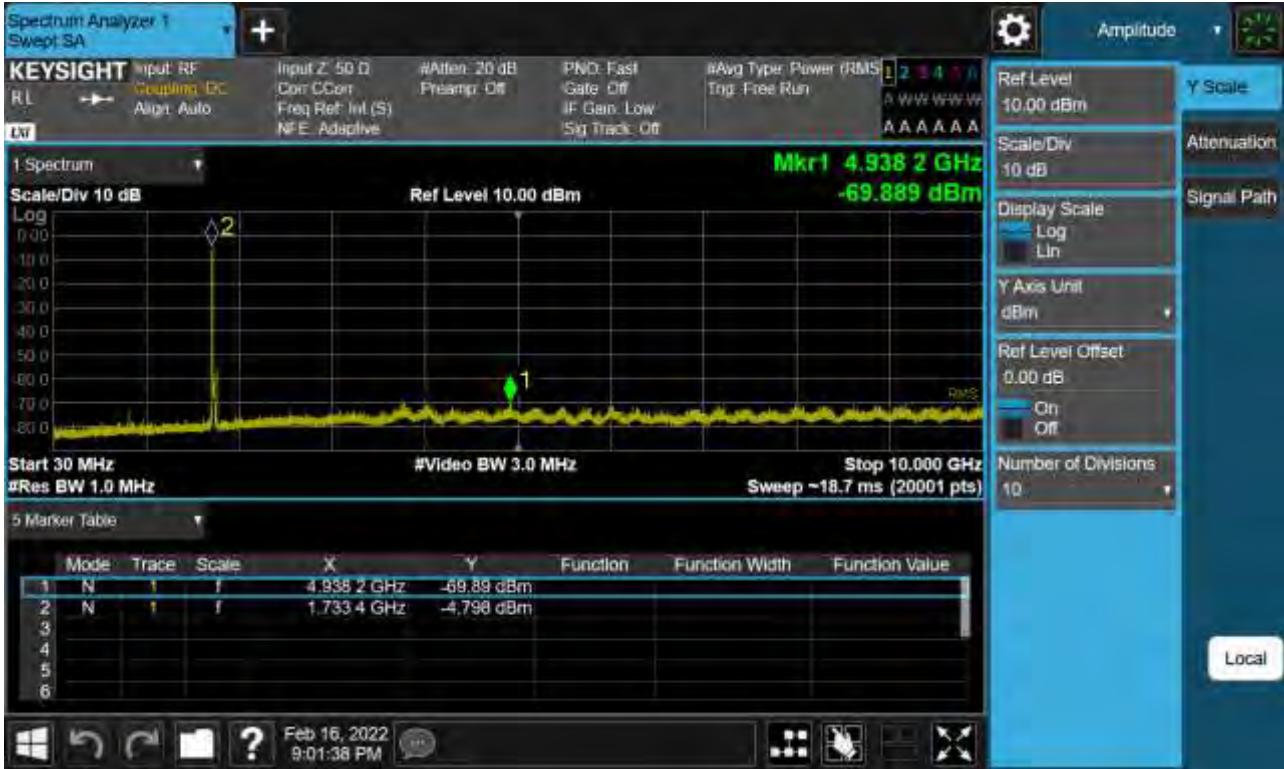 Spectrum Analyzer 1
Swept SA
+
Amplitude
KEYSIGHT
RL
LXI
Input: RF
Coupling: DC
Align: Auto
Input Z: 50 Ω
Corr CCorr
Freq Ref: Int (S)
NFE: Adaptive
#Atten: 20 dB
Preamp: Off
PNO: Fast
Gate: Off
IF Gain: Low
Sig Track: Off
#Avg Type: Power (RMS
Trig: Free Run
1 2 3 4 5 6
A W W W W W
A A A A A A
1 Spectrum
Scale/Div 10 dB
Ref Level 10.00 dBm
Mkr1 4.938 2 GHz
-69.889 dBm
Log
0.00
-10.0
-20.0
-30.0
-40.0
-50.0
-60.0
-70.0
-80.0
2
1
RMS
Start 30 MHz
#Video BW 3.0 MHz
Stop 10.000 GHz
#Res BW 1.0 MHz
Sweep ~18.7 ms (20001 pts)
5 Marker Table
Mode Trace Scale X Y Function Function Width Function Value
1 N 1 f 4.938 2 GHz -69.89 dBm
2 N 1 f 1.733 4 GHz -4.798 dBm
3
4
5
6
Ref Level
10.00 dBm
Scale/Div
10 dB
Display Scale
Log
Lin
Y Axis Unit
dBm
Ref Level Offset
0.00 dB
On
Off
Number of Divisions
10
Y Scale
Attenuation
Signal Path
Local
?
Feb 16, 2022
9:01:38 PM